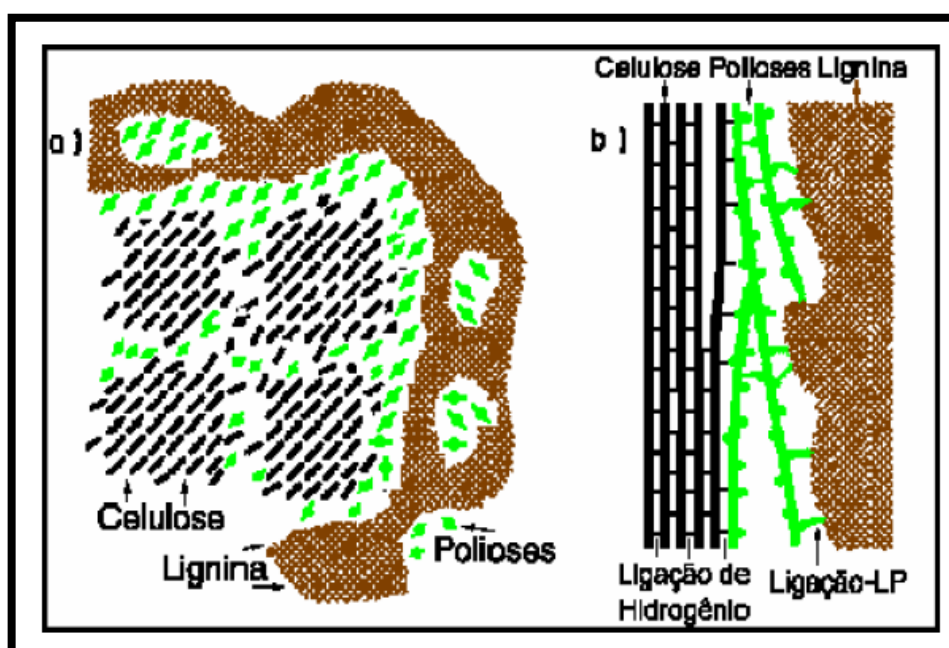 a)
Celulose
Lignina
Polioses
Celulose Polioses Lignina
b)
Ligação de
Hidrogênio
Ligação-LP